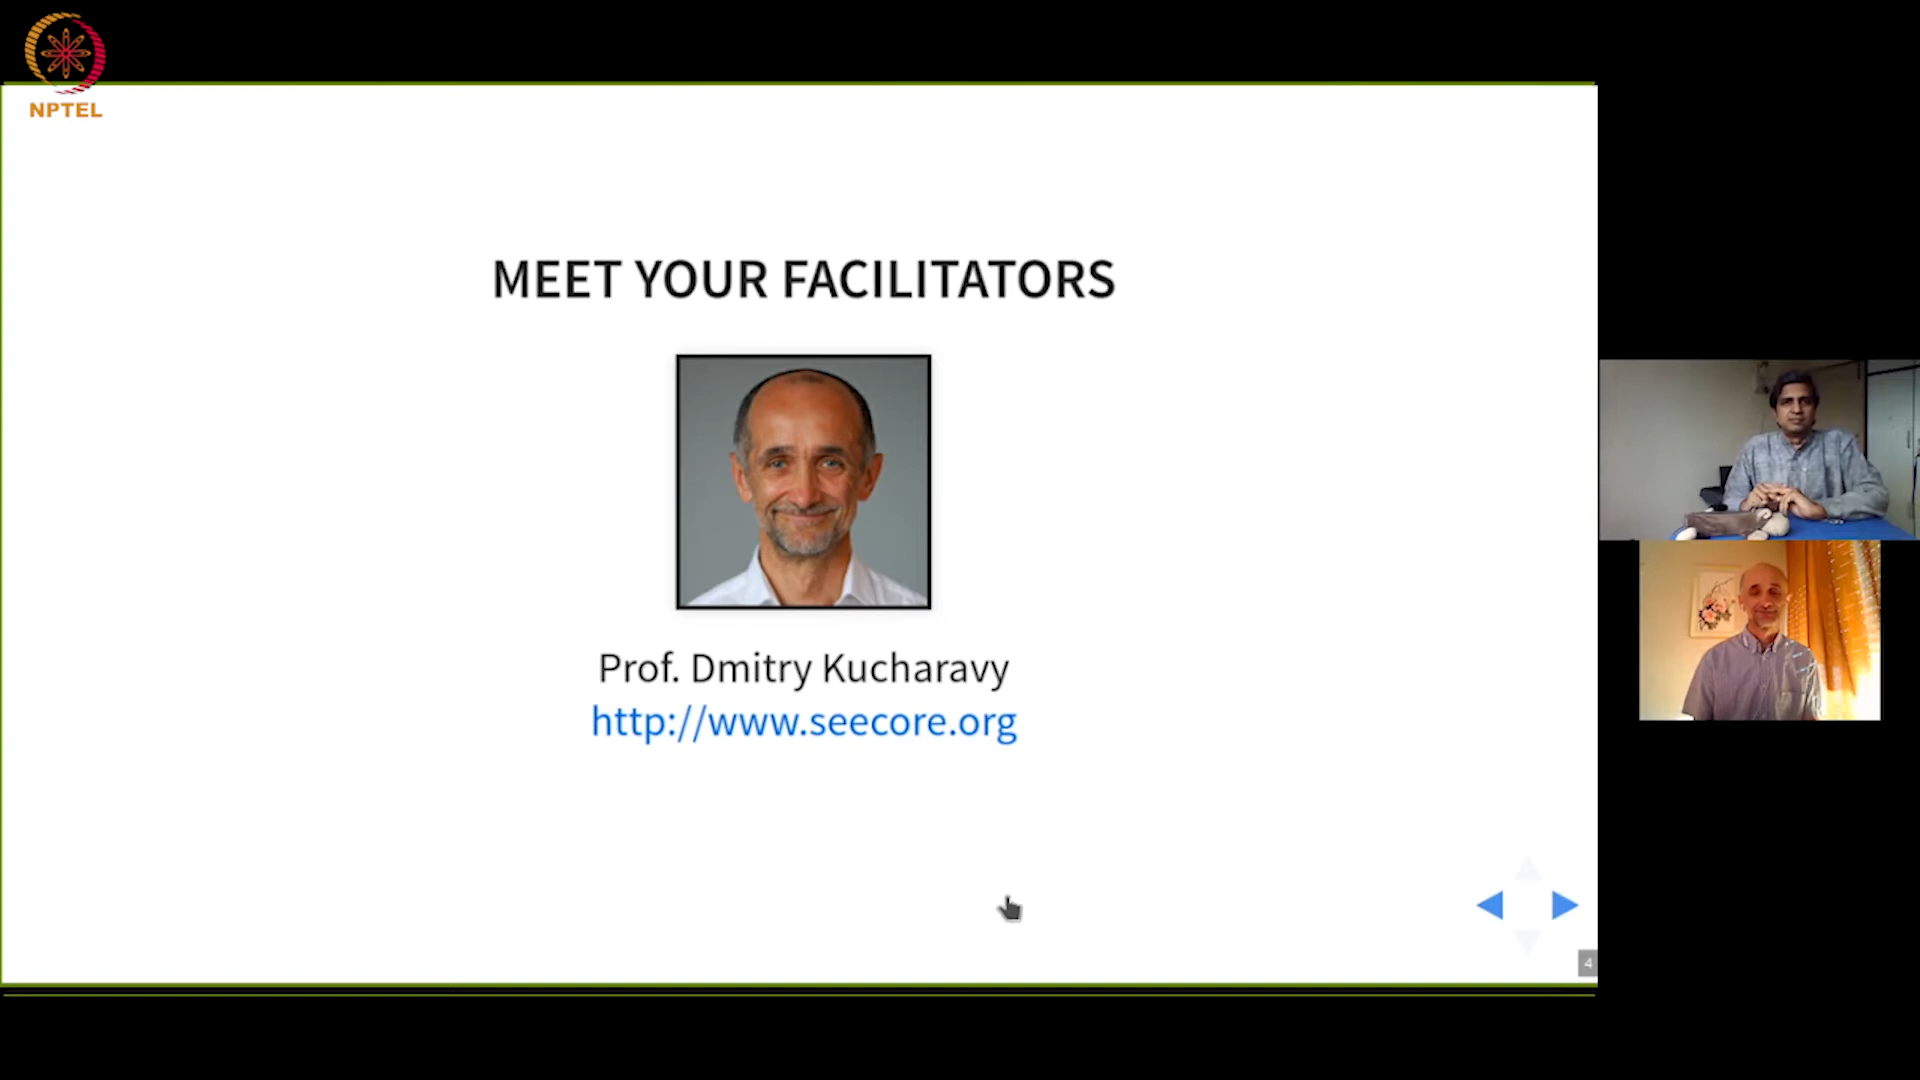 NPTEL
MEET YOUR FACILITATORS
Prof. Dmitry Kucharavy
http://www.seecore.org
4